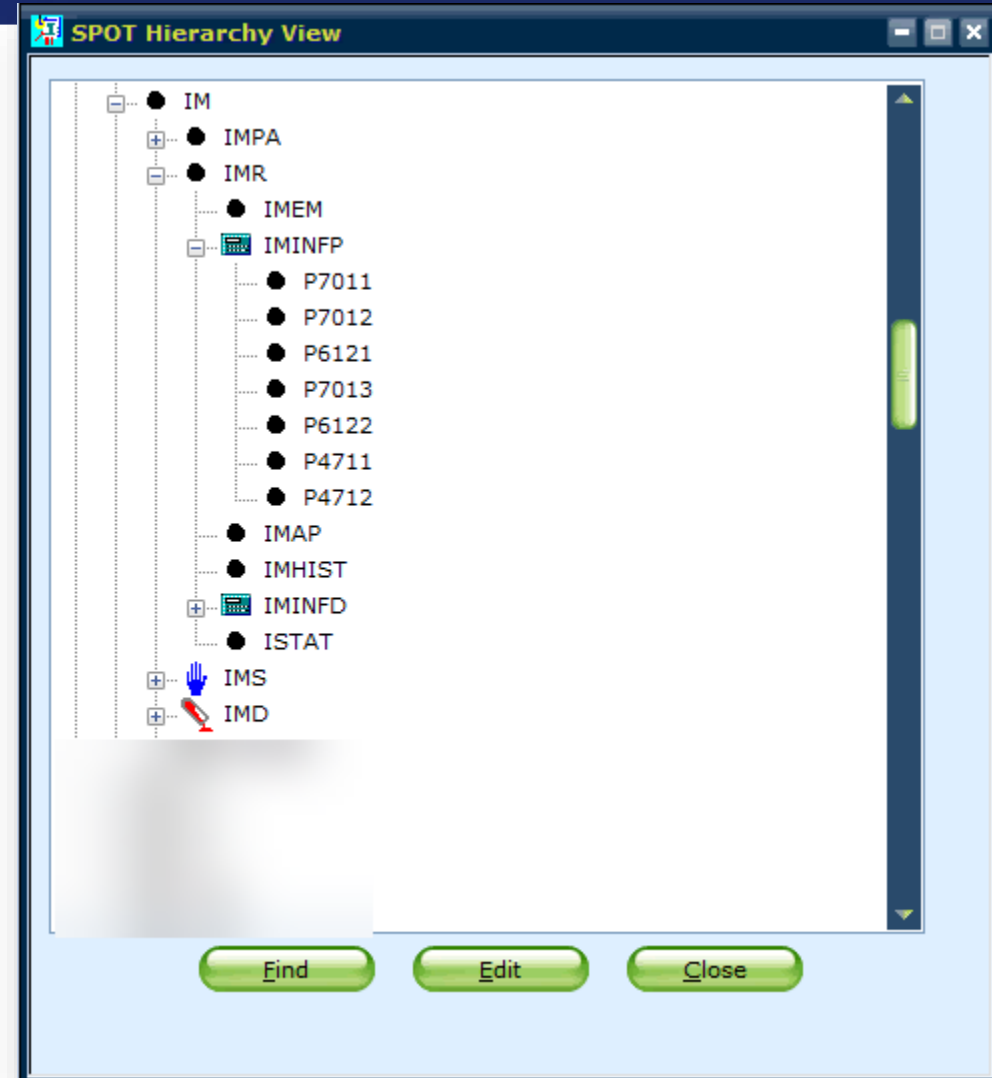 SPOT Hierarchy View
IM
IMPA
IMR
IMEM
IMINFP
P7011
P7012
P6121
P7013
P6122
P4711
P4712
IMAP
IMHIST
IMINFD
ISTAT
IMS
IMD
Find Edit Close